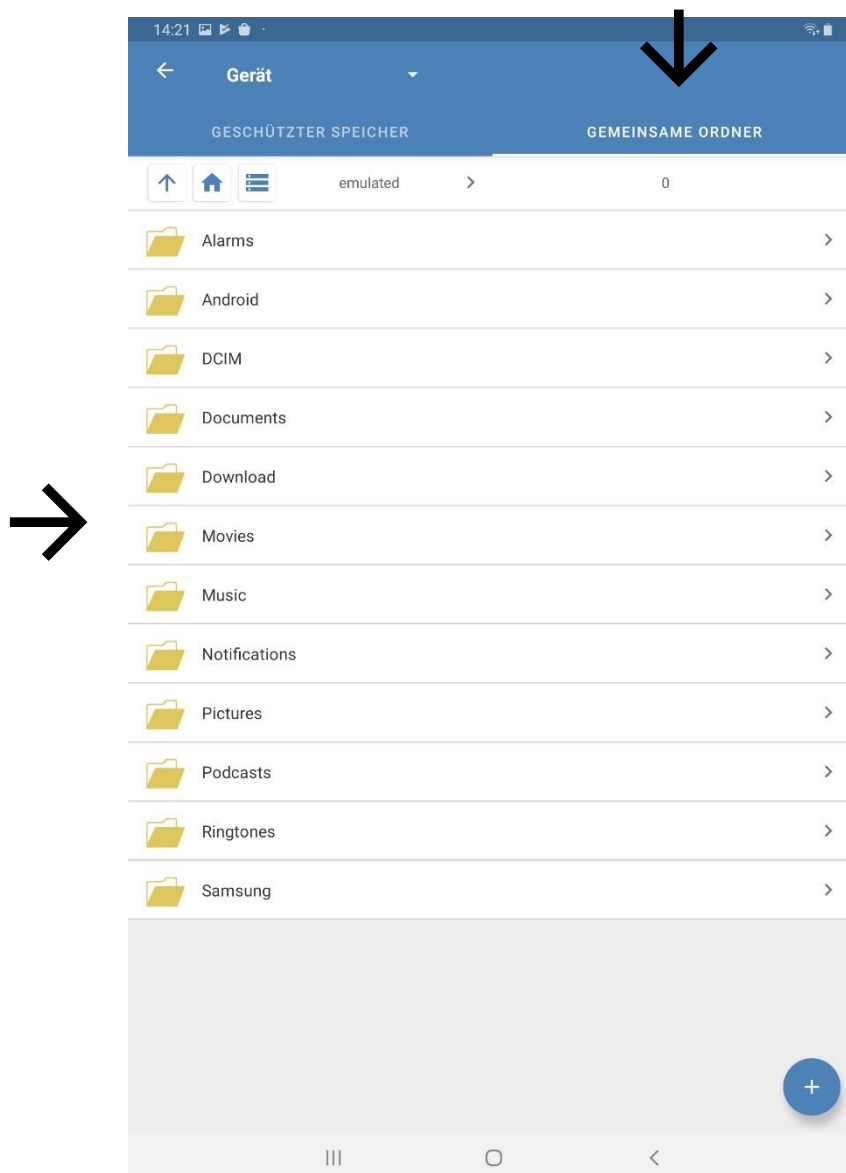 14:21
Gerät
GESCHÜTZTER SPEICHER GEMEINSAME ORDNER
emulated 0
Alarms
Android
DCIM
Documents
Download
Movies
Music
Notifications
Pictures
Podcasts
Ringtones
Samsung